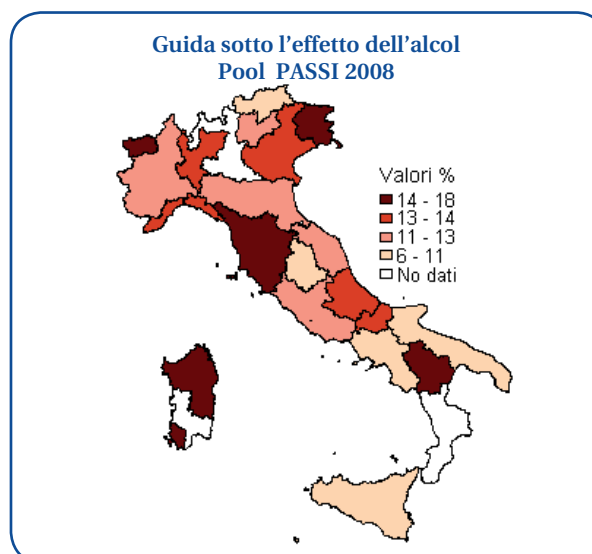 Guida sotto l’effetto dell’alcol
Pool PASSI 2008
Valori %
14 - 18
13 - 14
11 - 13
6 - 11
No dati